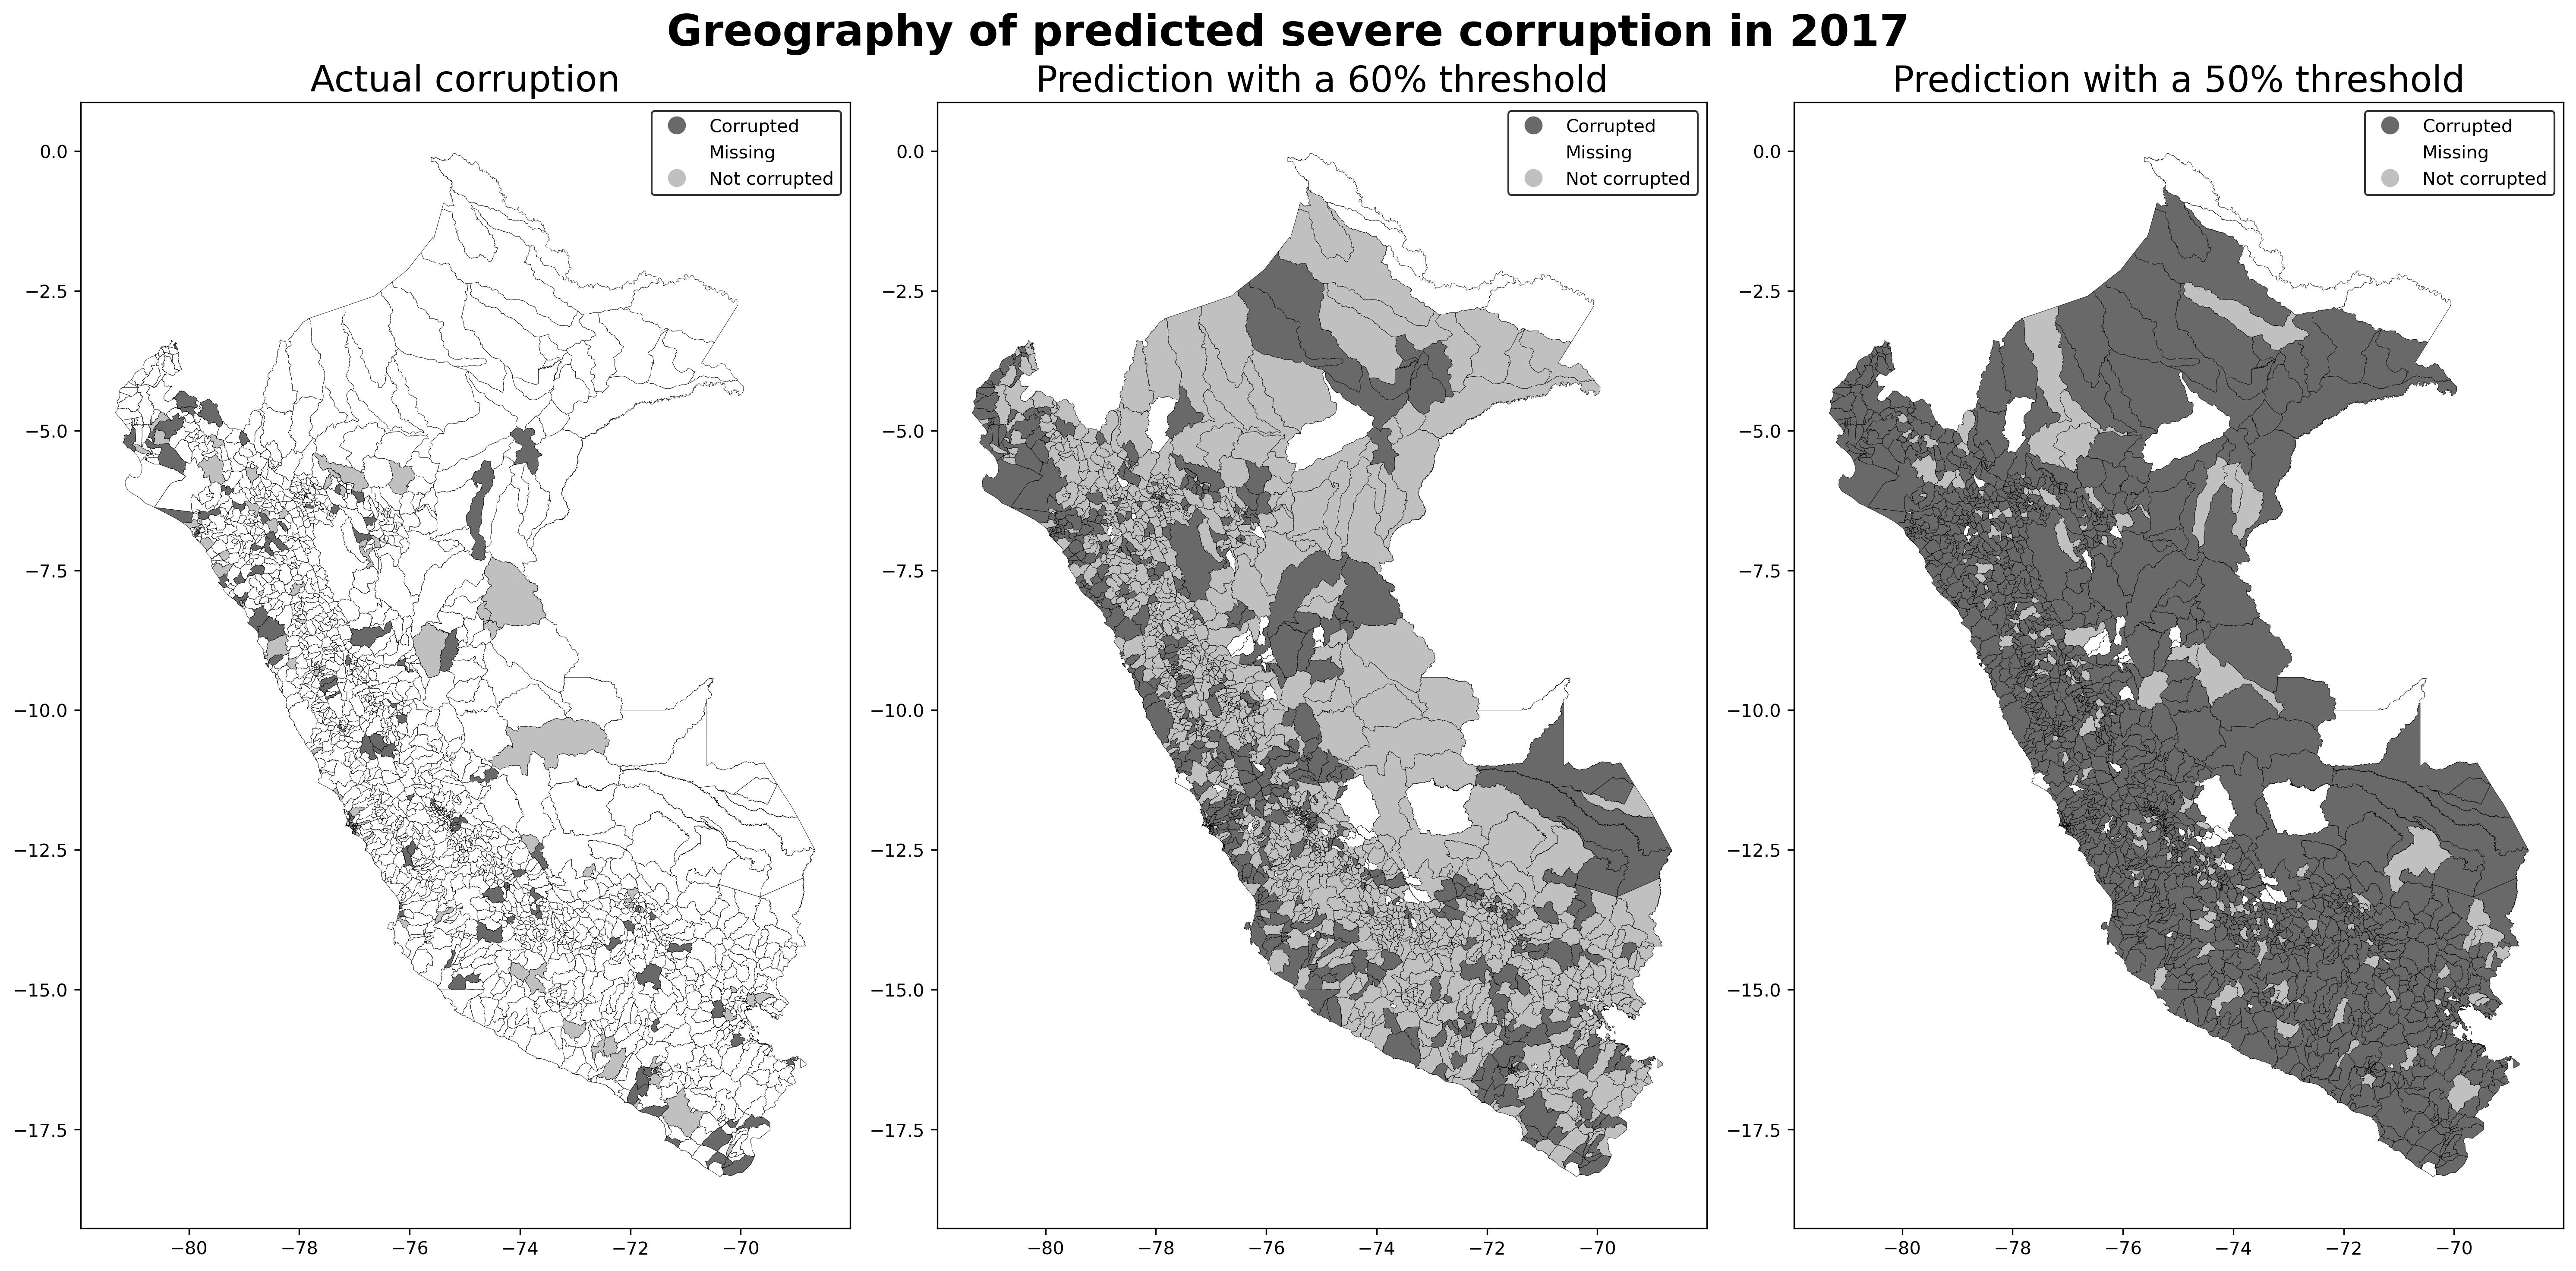 Greography of predicted severe corruption in 2017
Actual corruption
Corrupted
Missing
Not corrupted
0.0
−2.5
−5.0
−7.5
−10.0
−12.5
−15.0
−17.5
−80 −78 −76 −74 −72 −70
Prediction with a 60% threshold
Corrupted
Missing
Not corrupted
0.0
−2.5
−5.0
−7.5
−10.0
−12.5
−15.0
−17.5
−80 −78 −76 −74 −72 −70
Prediction with a 50% threshold
Corrupted
Missing
Not corrupted
0.0
−2.5
−5.0
−7.5
−10.0
−12.5
−15.0
−17.5
−80 −78 −76 −74 −72 −70